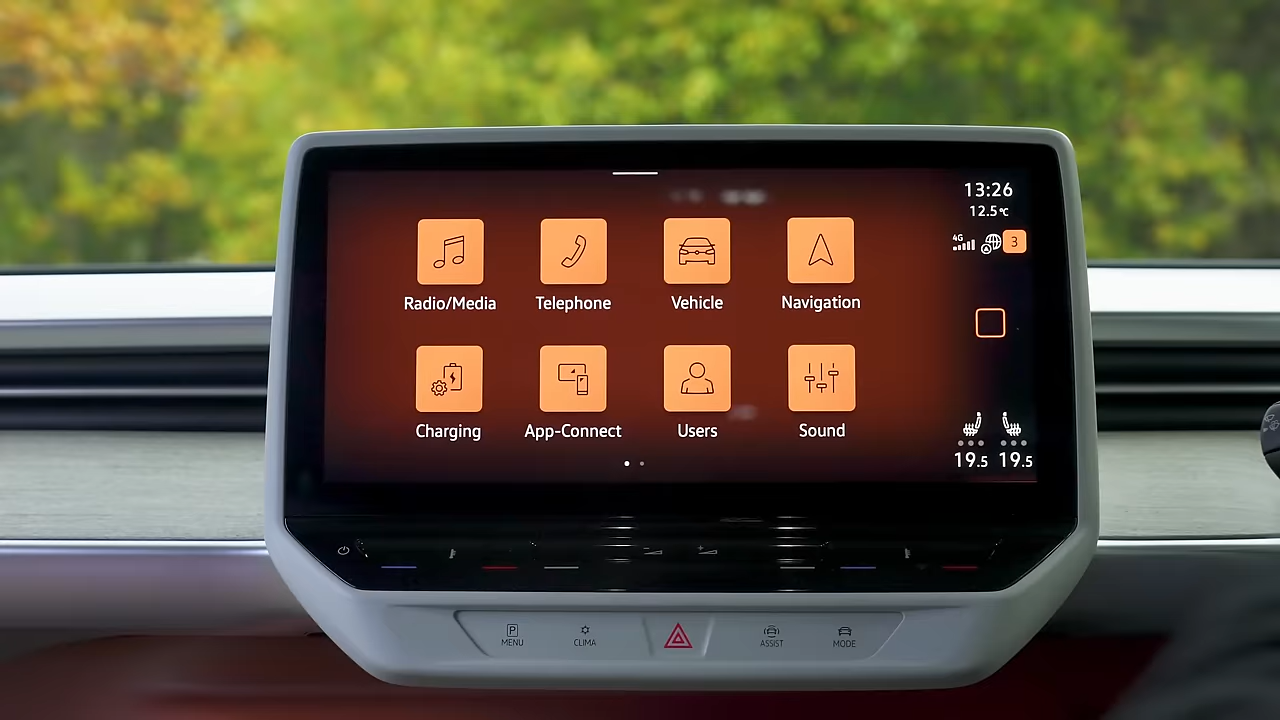 13:26
12.5°C
4G
3
Radio/Media
Telephone
Vehicle
Navigation
Charging
App-Connect
Users
Sound
19.5 19.5
P
MENU
CLIMA
ASSIST
MODE